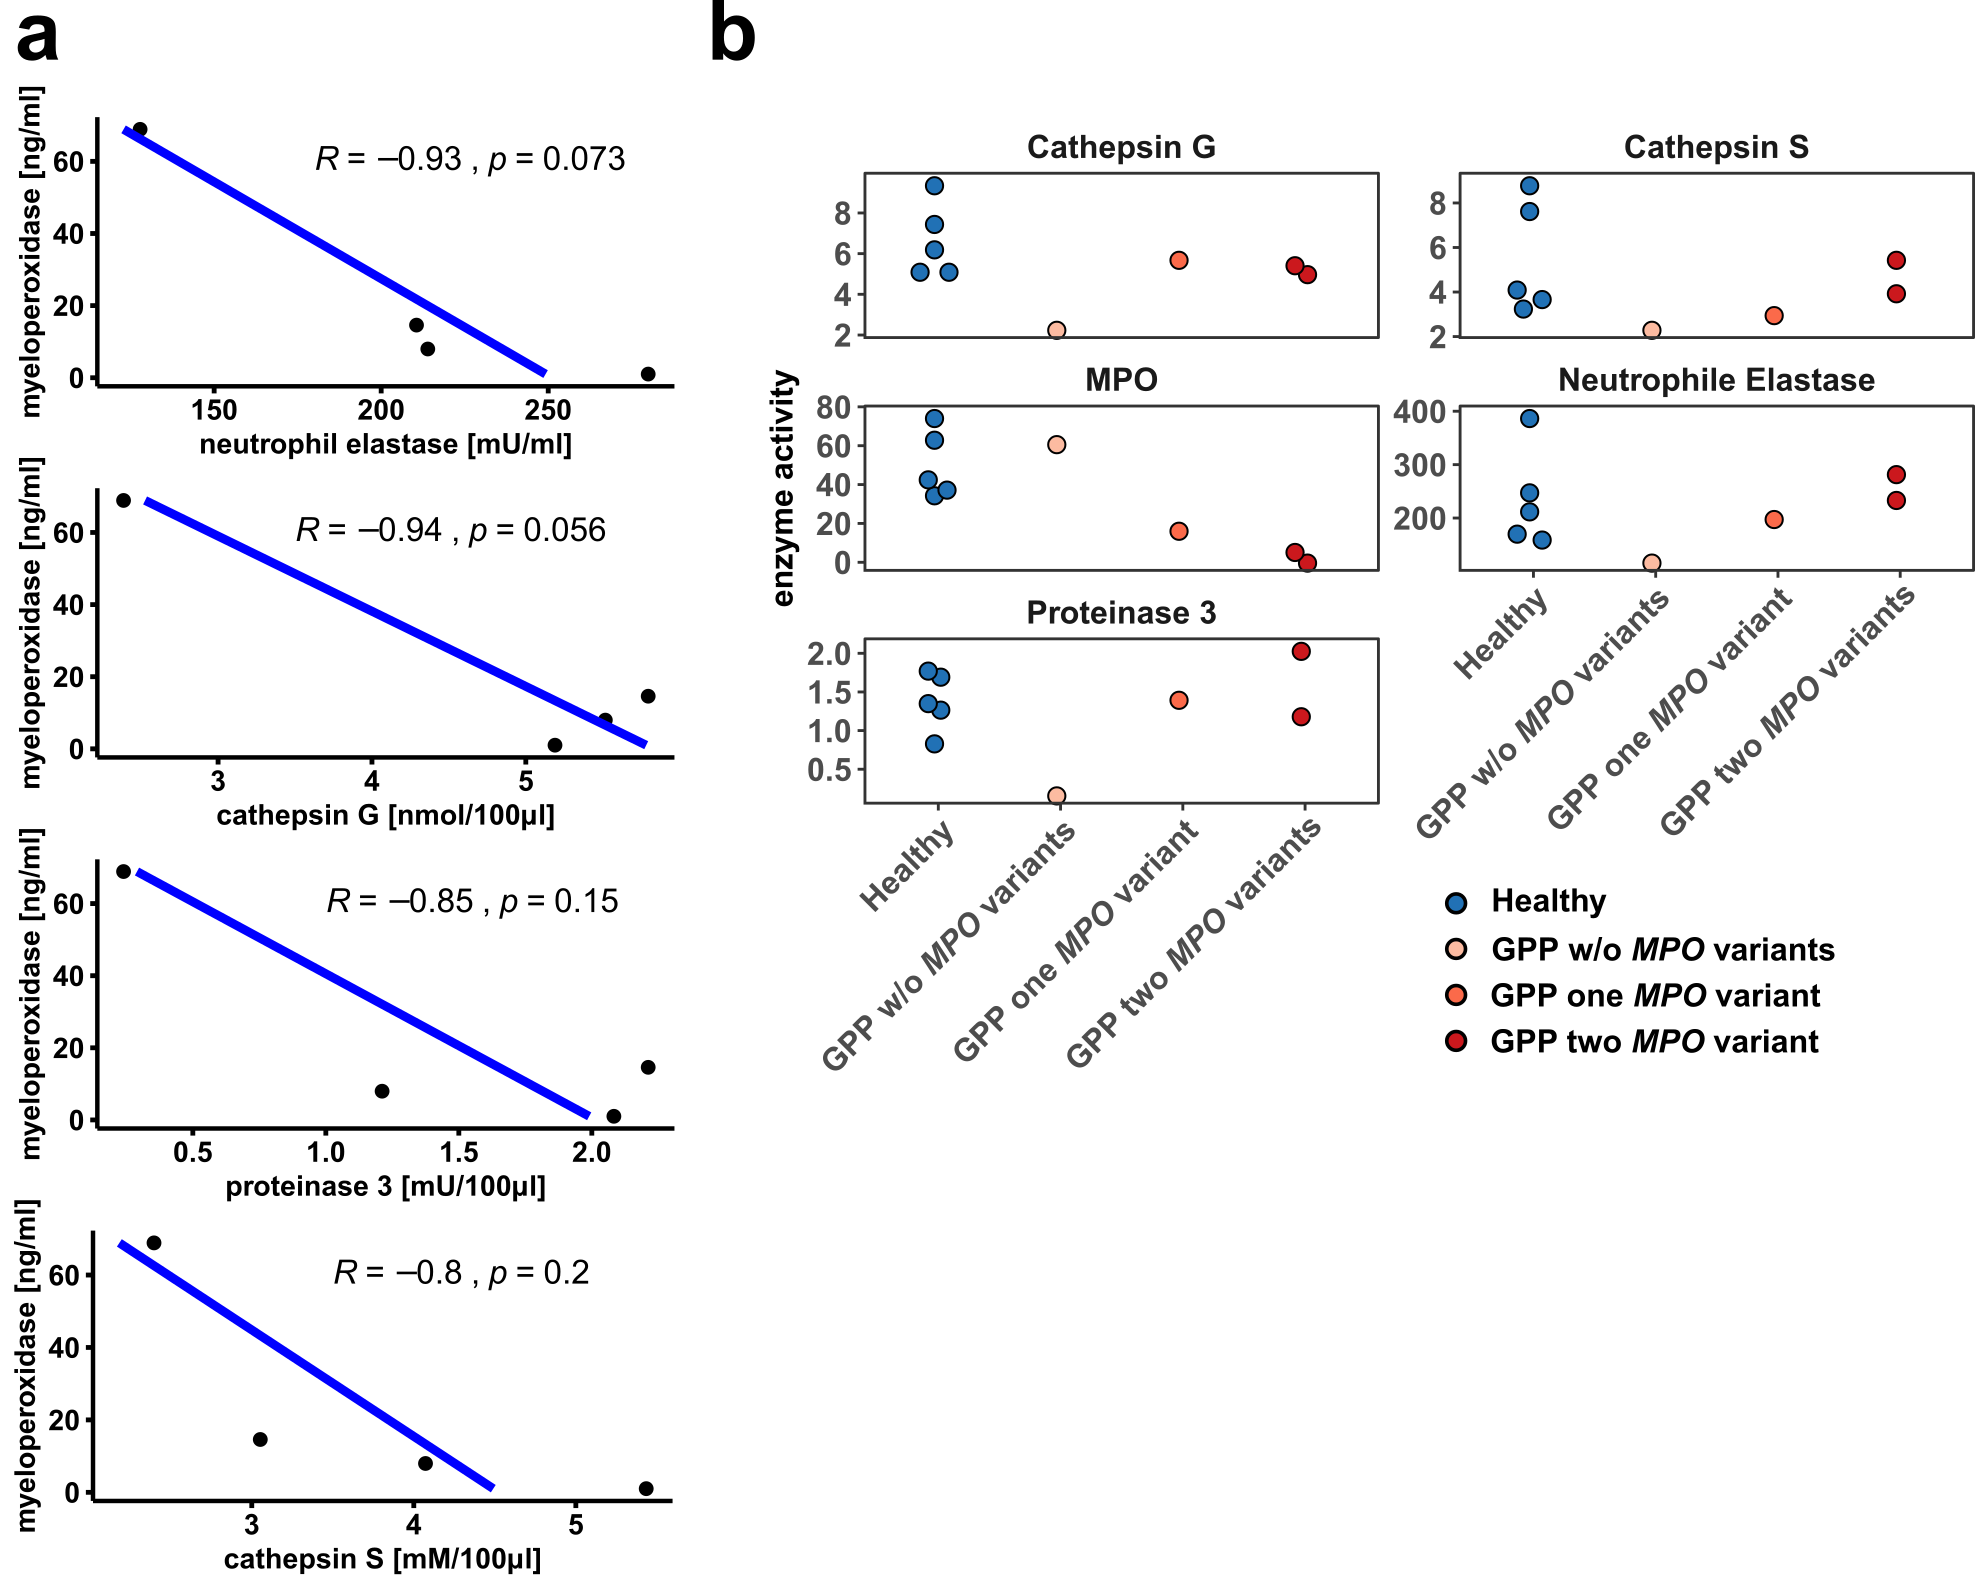 a
myeloperoxidase [ng/ml]
60
40
20
0
R = −0.93 , p = 0.073
150 200 250
neutrophil elastase [mU/ml]
myeloperoxidase [ng/ml]
60
40
20
0
R = −0.94 , p = 0.056
3 4 5
cathepsin G [nmol/100µl]
myeloperoxidase [ng/ml]
60
40
20
0
R = −0.85 , p = 0.15
0.5 1.0 1.5 2.0
proteinase 3 [mU/100µl]
myeloperoxidase [ng/ml]
60
40
20
0
R = −0.8 , p = 0.2
3 4 5
cathepsin S [mM/100µl]
b
enzyme activity
Cathepsin G
8
6
4
2
Cathepsin S
8
6
4
2
MPO
80
60
40
20
0
Neutrophile Elastase
400
300
200
Healthy
GPP w/o MPO variants
GPP one MPO variant
GPP two MPO variants
Proteinase 3
2.0
1.5
1.0
0.5
Healthy
GPP w/o MPO variants
GPP one MPO variant
GPP two MPO variants
Healthy
GPP w/o MPO variants
GPP one MPO variant
GPP two MPO variant